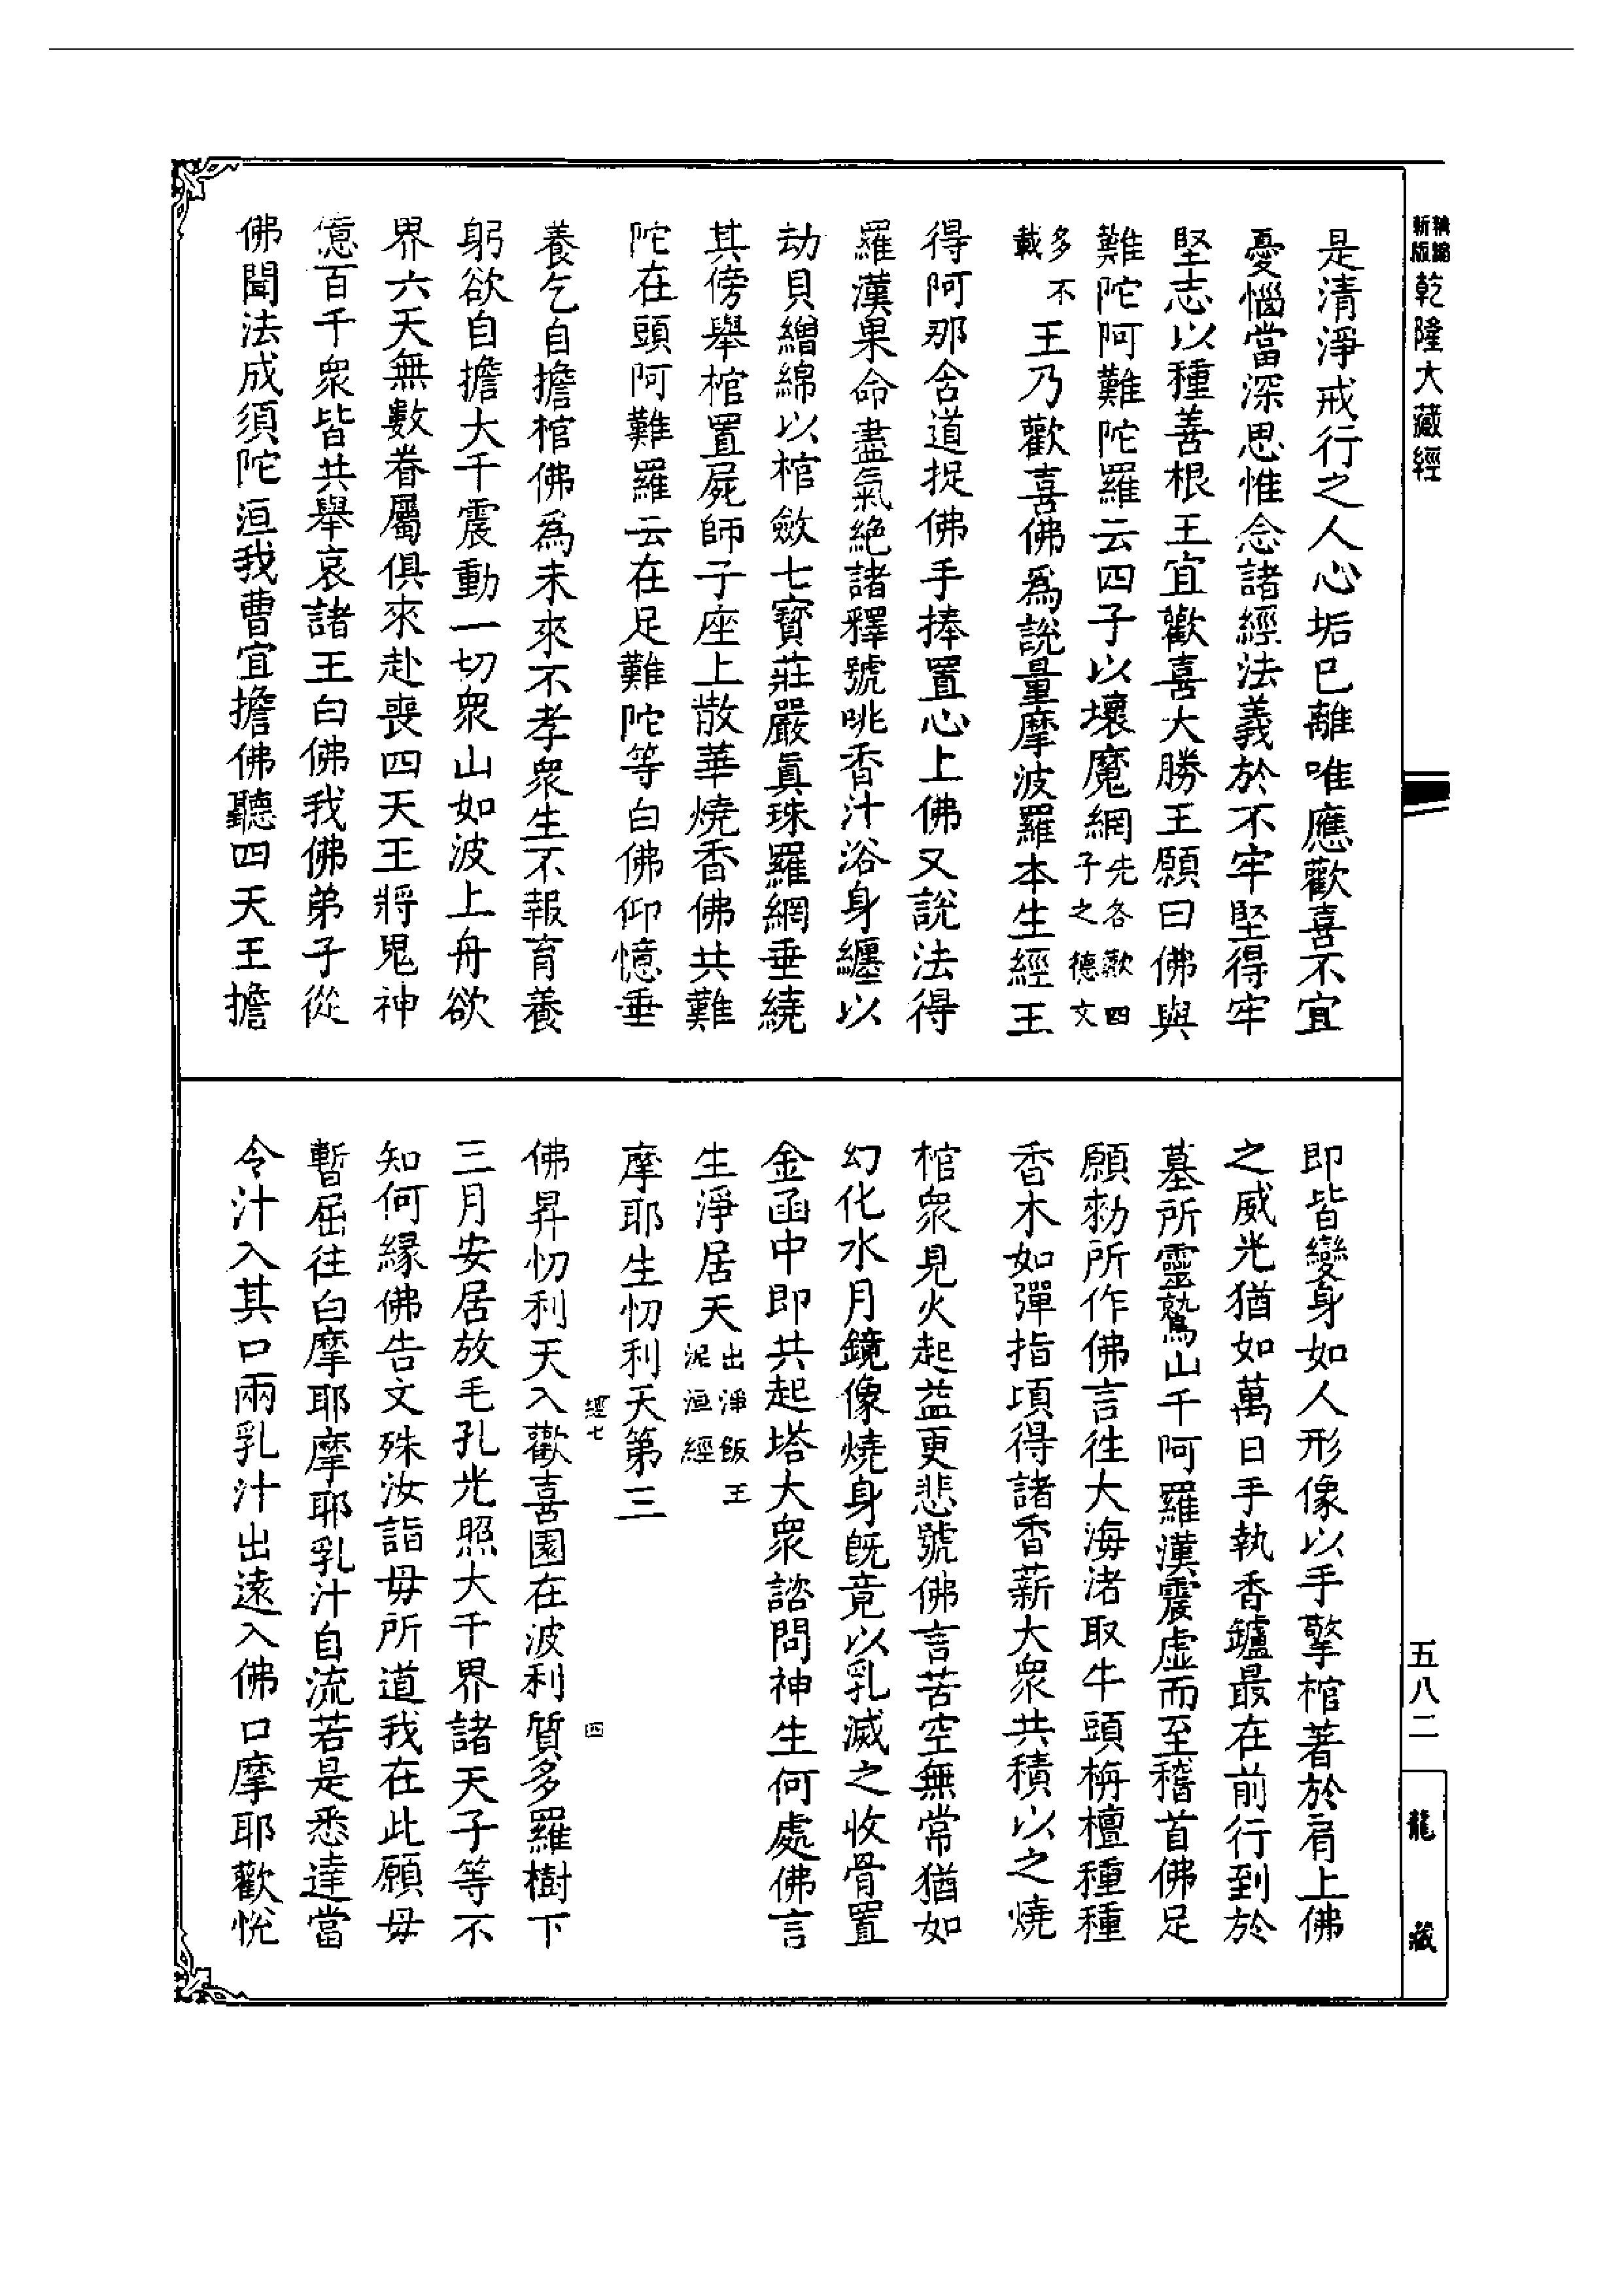 新版精縮乾隆大藏經
是清淨戒行之人心垢已離唯應歡喜不宜
憂惱當深思惟念諸經法義於不牢堅得牢
堅志以種善根王宜歡喜大勝王願曰佛與
難陀阿難陀羅云四子以壞魔網先各歎四子之德文
多不載王乃歡喜佛為說量摩波羅本生經王
得阿那含道捉佛手捧置心上佛又說法得
羅漢果命盡氣絕諸釋號咷香汁浴身纏以
劫貝繒綿以棺斂七寶莊嚴真珠羅網垂繞
其傍舉棺置屍師子座上散華燒香佛共難
陀在頭阿難羅云在足難陀等白佛仰憶垂
養乞自擔棺佛為未來不孝眾生不報育養
躬欲自擔大千震動一切眾山如波上舟欲
界六天無數眷屬俱來赴喪四天王將鬼神
億百千眾皆共舉哀諸王白佛我佛弟子從
佛聞法成須陀洹我曹宜擔佛聽四天王擔
即皆變身如人形像以手擎棺著於肩上佛
之威光猶如萬日手執香鑪最在前行到於
墓所靈鷲山千阿羅漢震虛而至稽首佛足
願勑所作佛言往大海渚取牛頭栴檀種種
香木如彈指頃得諸香薪大眾共積以之燒
棺眾見火起益更悲號佛言苦空無常猶如
幻化水月鏡像燒身既竟以乳滅之收骨置
金函中即共起塔大眾諮問神生何處佛言
生淨居天出淨飯王泥洹經
摩耶生忉利天第三
經七
四
佛昇忉利天入歡喜園在波利質多羅樹下
三月安居放毛孔光照大千界諸天子等不
知何緣佛告文殊汝詣母所道我在此願母
暫屈往白摩耶摩耶乳汁自流若是悉達當
令汁入其口兩乳汁出遠入佛口摩耶歡悅
五八二
龍藏